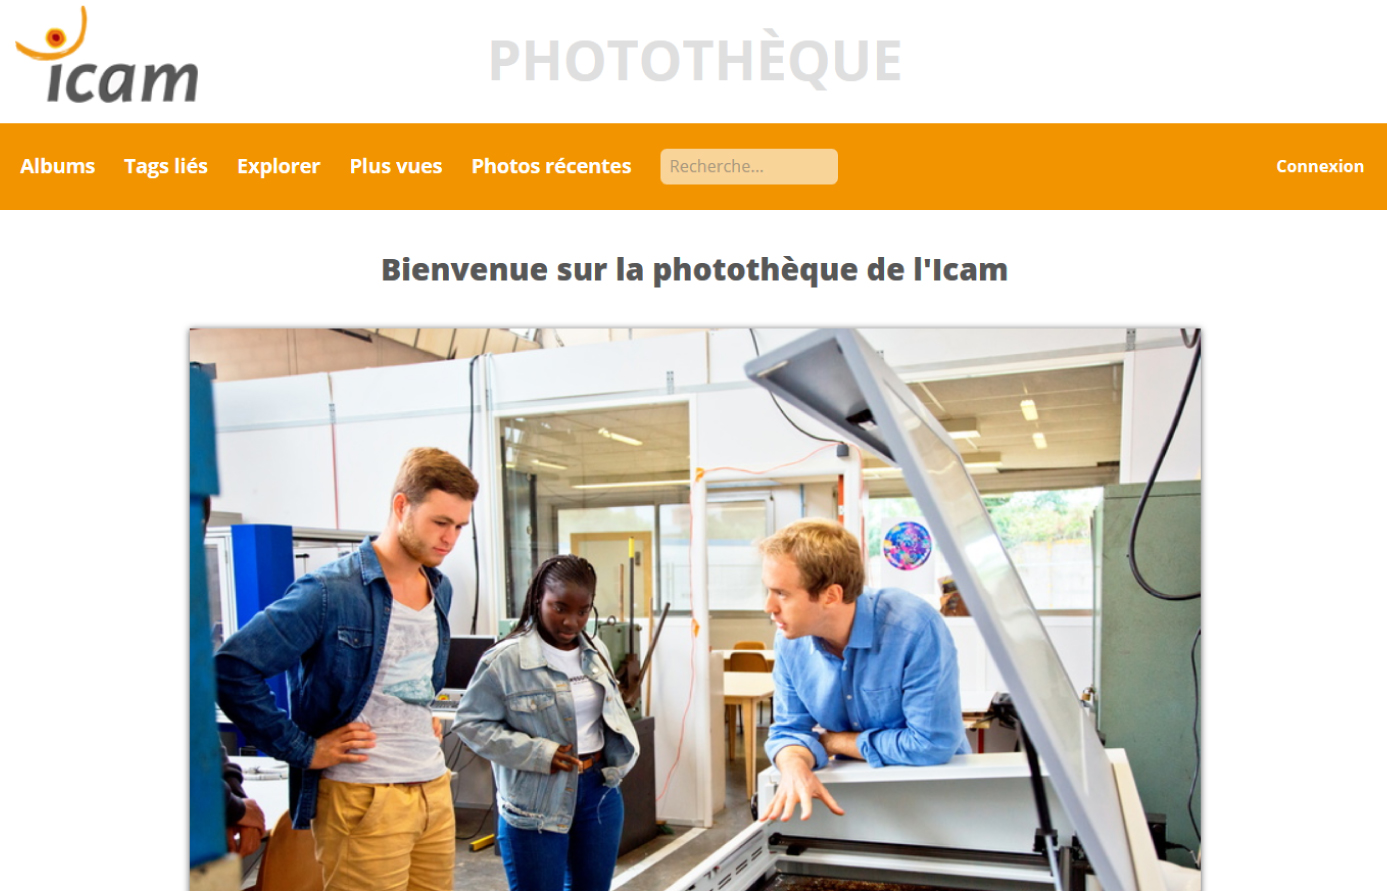 icam
PHOTOTHÈQUE
Albums Tags liés Explorer Plus vues Photos récentes Recherche... Connexion
Bienvenue sur la photothèque de l'Icam